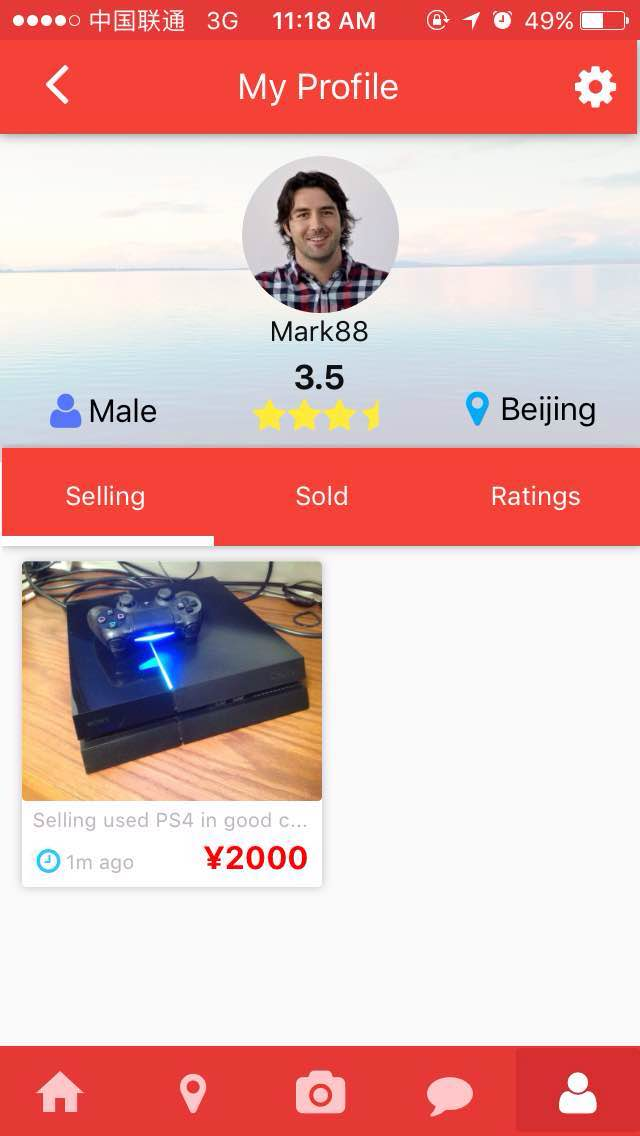 中国联通 3G 11:18 AM 49%
My Profile
Mark88
3.5
Male
Beijing
Selling Sold Ratings
SONY
Selling used PS4 in good c...
1m ago ¥2000